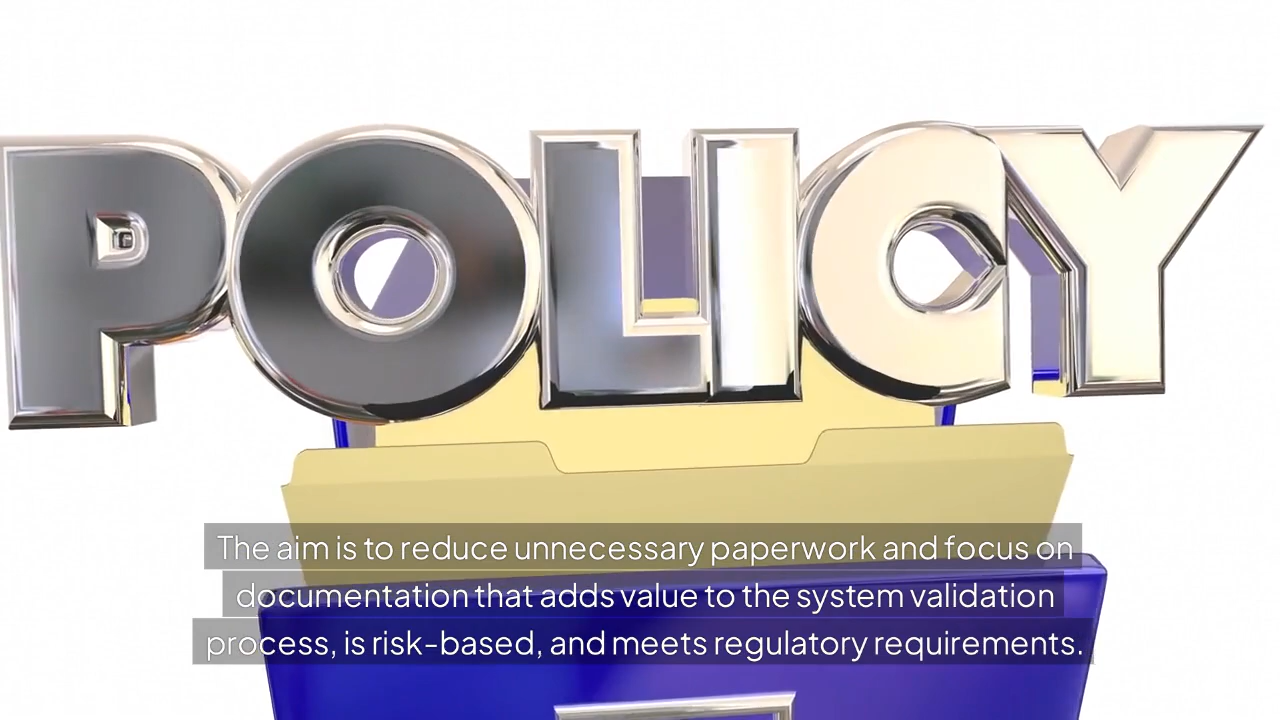 POLICY
The aim is to reduce unnecessary paperwork and focus on
documentation that adds value to the system validation
process, is risk-based, and meets regulatory requirements.